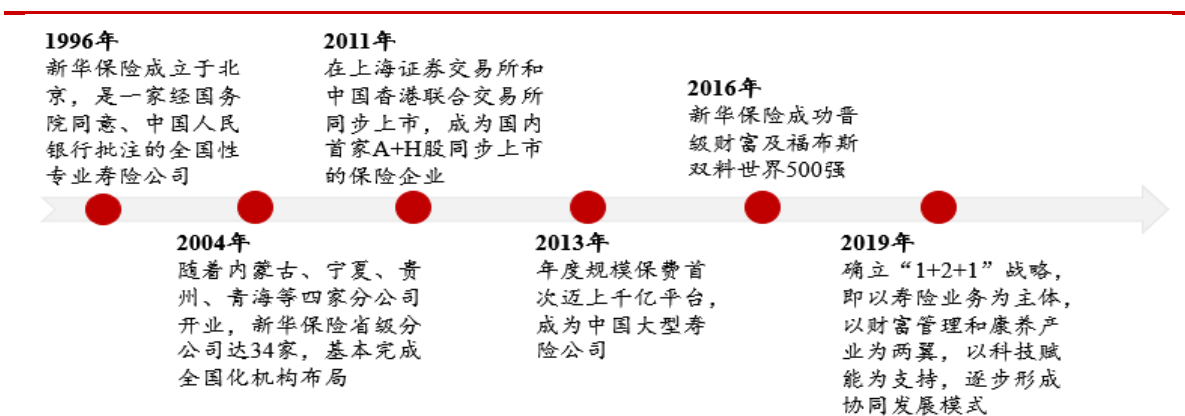 1996年
新华保险成立于北
京，是一家经国务
院同意、中国人民
银行批注的全国性
专业寿险公司
2004年
随着内蒙古、宁夏、贵
州、青海等四家分公司
开业，新华保险省级分
公司达34家，基本完成
全国化机构布局
2011年
在上海证券交易所和
中国香港联合交易所
同步上市，成为国内
首家A+H股同步上市
的保险企业
2013年
年度规模保费首
次迈上千亿平台，
成为中国大型寿
险公司
2016年
新华保险成功晋
级财富及福布斯
双料世界500强
2019年
确立“1+2+1”战略，
即以寿险业务为主体，
以财富管理和康养产
业为两翼，以科技赋
能为支持，逐步形成
协同发展模式